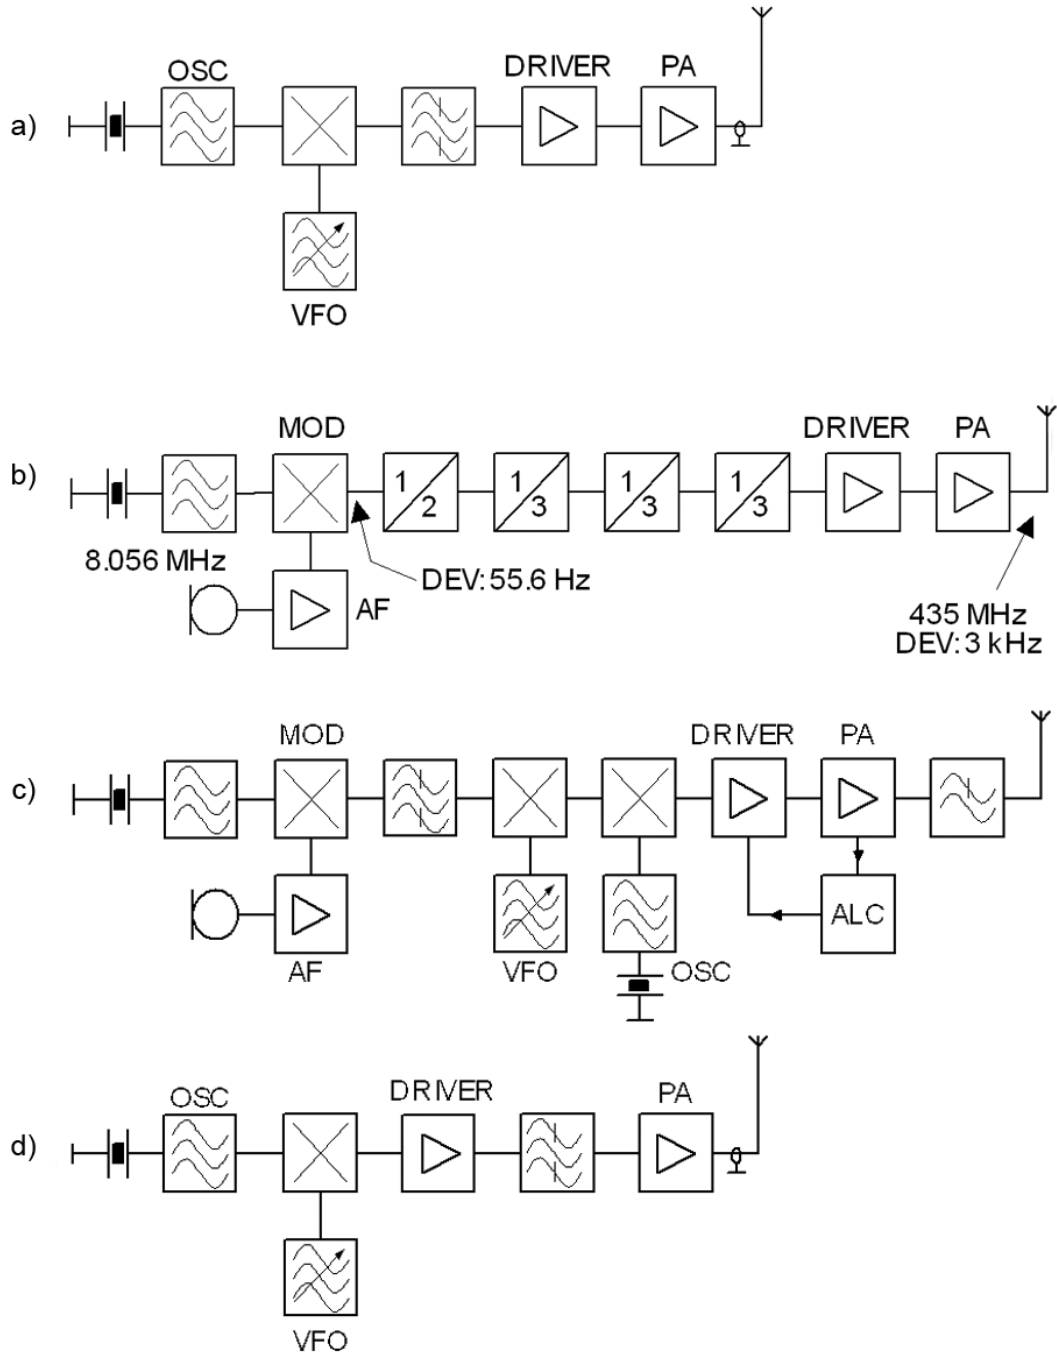 DRIVER PA
OSC
a)
VFO
MOD DRIVER PA
b)
1/2 1/3 1/3 1/3
8.056 MHz
DEV: 55.6 Hz
AF
435 MHz
DEV: 3 kHz
MOD DRIVER PA
c)
ALC
AF VFO OSC
OSC DRIVER PA
d)
VFO